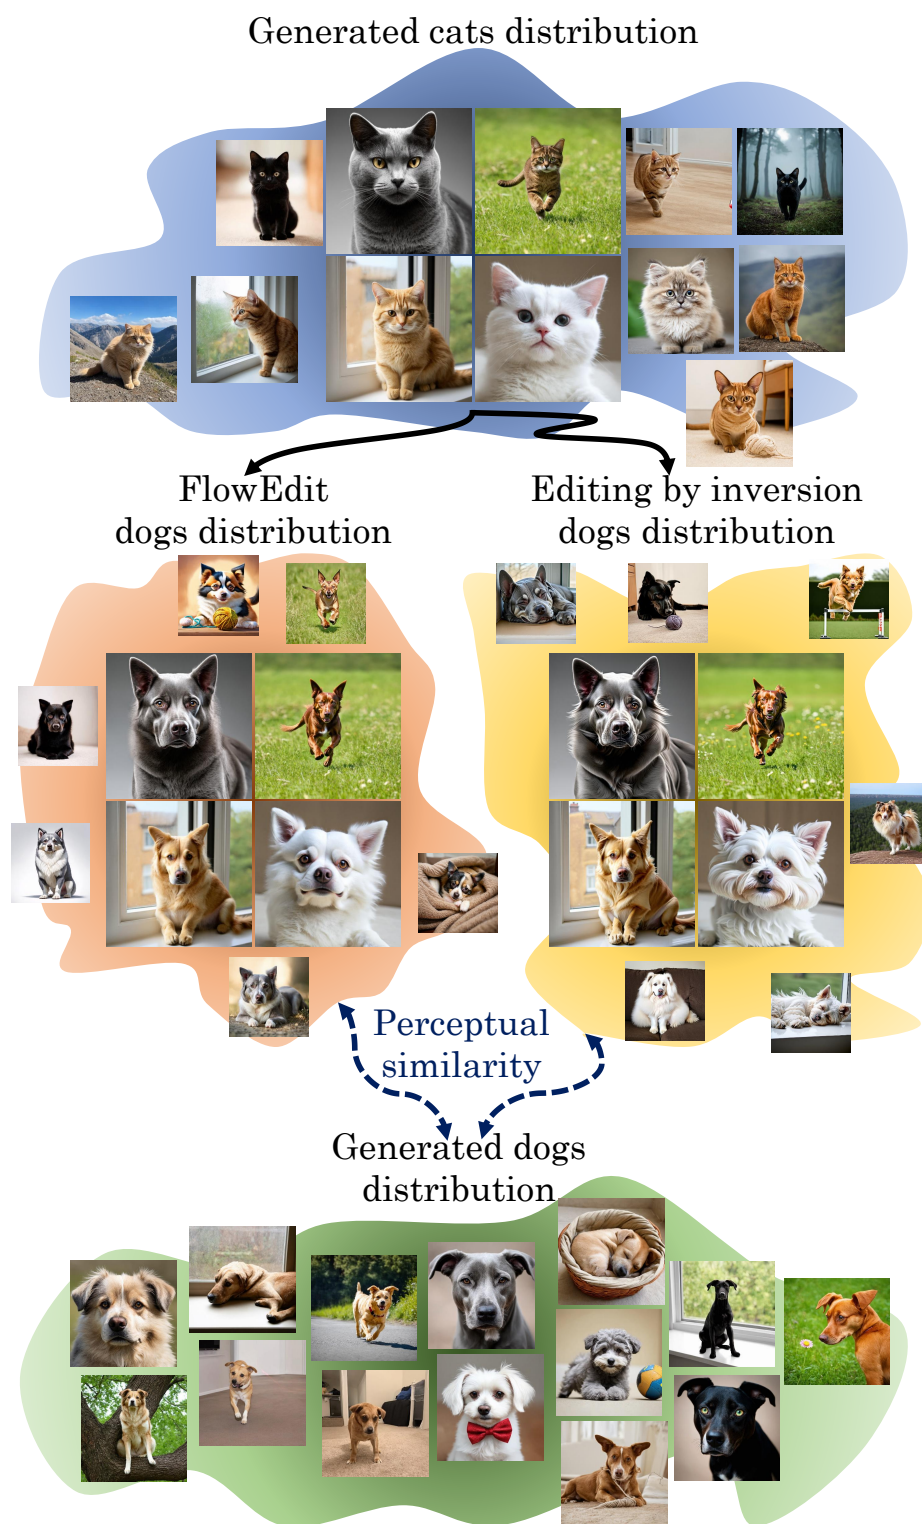 Generated cats distribution
FlowEdit
dogs distribution
Editing by inversion
dogs distribution
Perceptual
similarity
Generated dogs
distribution